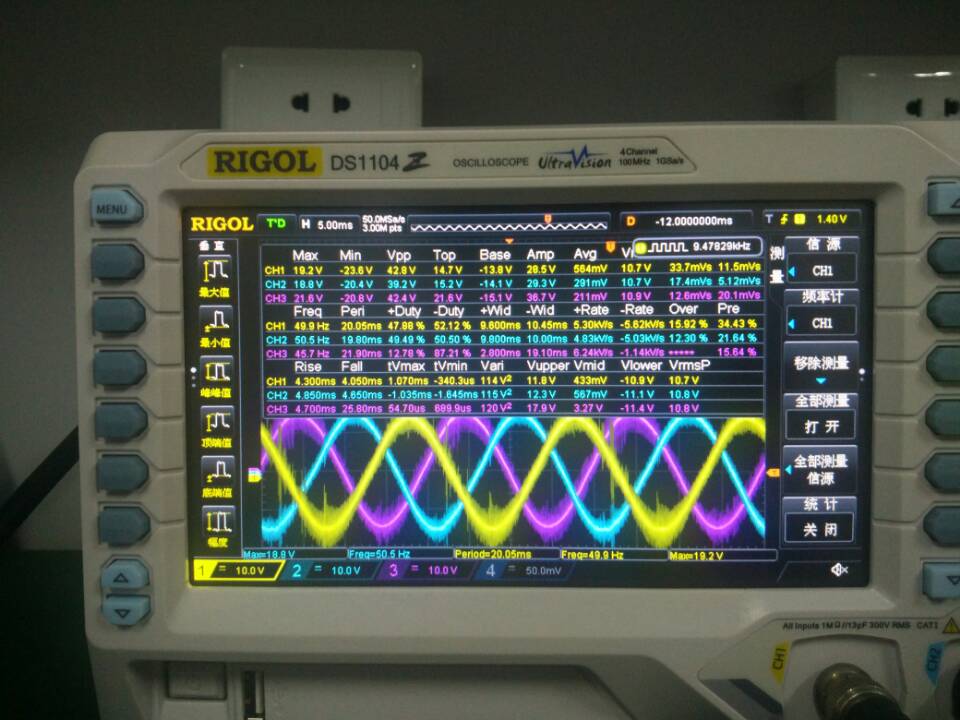 RIGOL DS1104 Z OSCILLOSCOPE UltraVision 4 Channel 100MHz 1GSa/s
MENU
RIGOL T'D H 5.00ms 50.0MSa/s 3.00M pts D -12.0000000ms T 1 1.40 V
9.47829kHz
垂直
最大值
最小值
峰峰值
顶端值
底端值
幅度
Max Min Vpp Top Base Amp Avg
CH1 19.2 V -23.6 V 42.8 V 14.7 V -13.8 V 28.5 V 564mV 10.7 V 33.7mVs 11.5mVs
CH2 18.8 V -20.4 V 39.2 V 15.2 V -14.1 V 29.3 V 291mV 10.7 V 17.4mVs 5.12mVs
CH3 21.6 V -20.8 V 42.4 V 21.6 V -15.1 V 36.7 V 211mV 10.9 V 12.6mVs 20.1mVs
Freq Peri +Duty -Duty +Wid -Wid +Rate -Rate Over Pre
CH1 49.9 Hz 20.05ms 47.88 % 52.12 % 9.600ms 10.45ms 5.30kV/s -5.62kV/s 15.92 % 34.43 %
CH2 50.5 Hz 19.80ms 49.49 % 50.50 % 9.800ms 10.00ms 4.83kV/s -5.03kV/s 12.30 % 21.64 %
CH3 45.7 Hz 21.90ms 12.78 % 87.21 % 2.800ms 19.10ms 6.24kV/s -1.14kV/s ***** 15.64 %
Rise Fall tVmax tVmin Vari Vupper Vmid Vlower VrmsP
CH1 4.300ms 4.050ms 1.070ms -340.3us 114 V² 11.8 V 433mV -10.9 V 10.7 V
CH2 4.850ms 4.650ms -1.035ms -1.645ms 115 V² 12.3 V 567mV -11.1 V 10.8 V
CH3 4.700ms 25.80ms 54.70us 689.9us 120 V² 17.9 V 3.27 V -11.4 V 10.8 V
Max=18.8 V Freq=50.5 Hz Period=20.05ms Freq=49.9 Hz Max=19.2 V
1 = 10.0 V 2 = 10.0 V 3 = 10.0 V 4 = 50.0mV
测量
信源
CH1
频率计
CH1
移除测量
全部测量
打开
全部测量
信源
统计
关闭
All Inputs 1MΩ//13pF 300V RMS CAT I
CH1
CH2